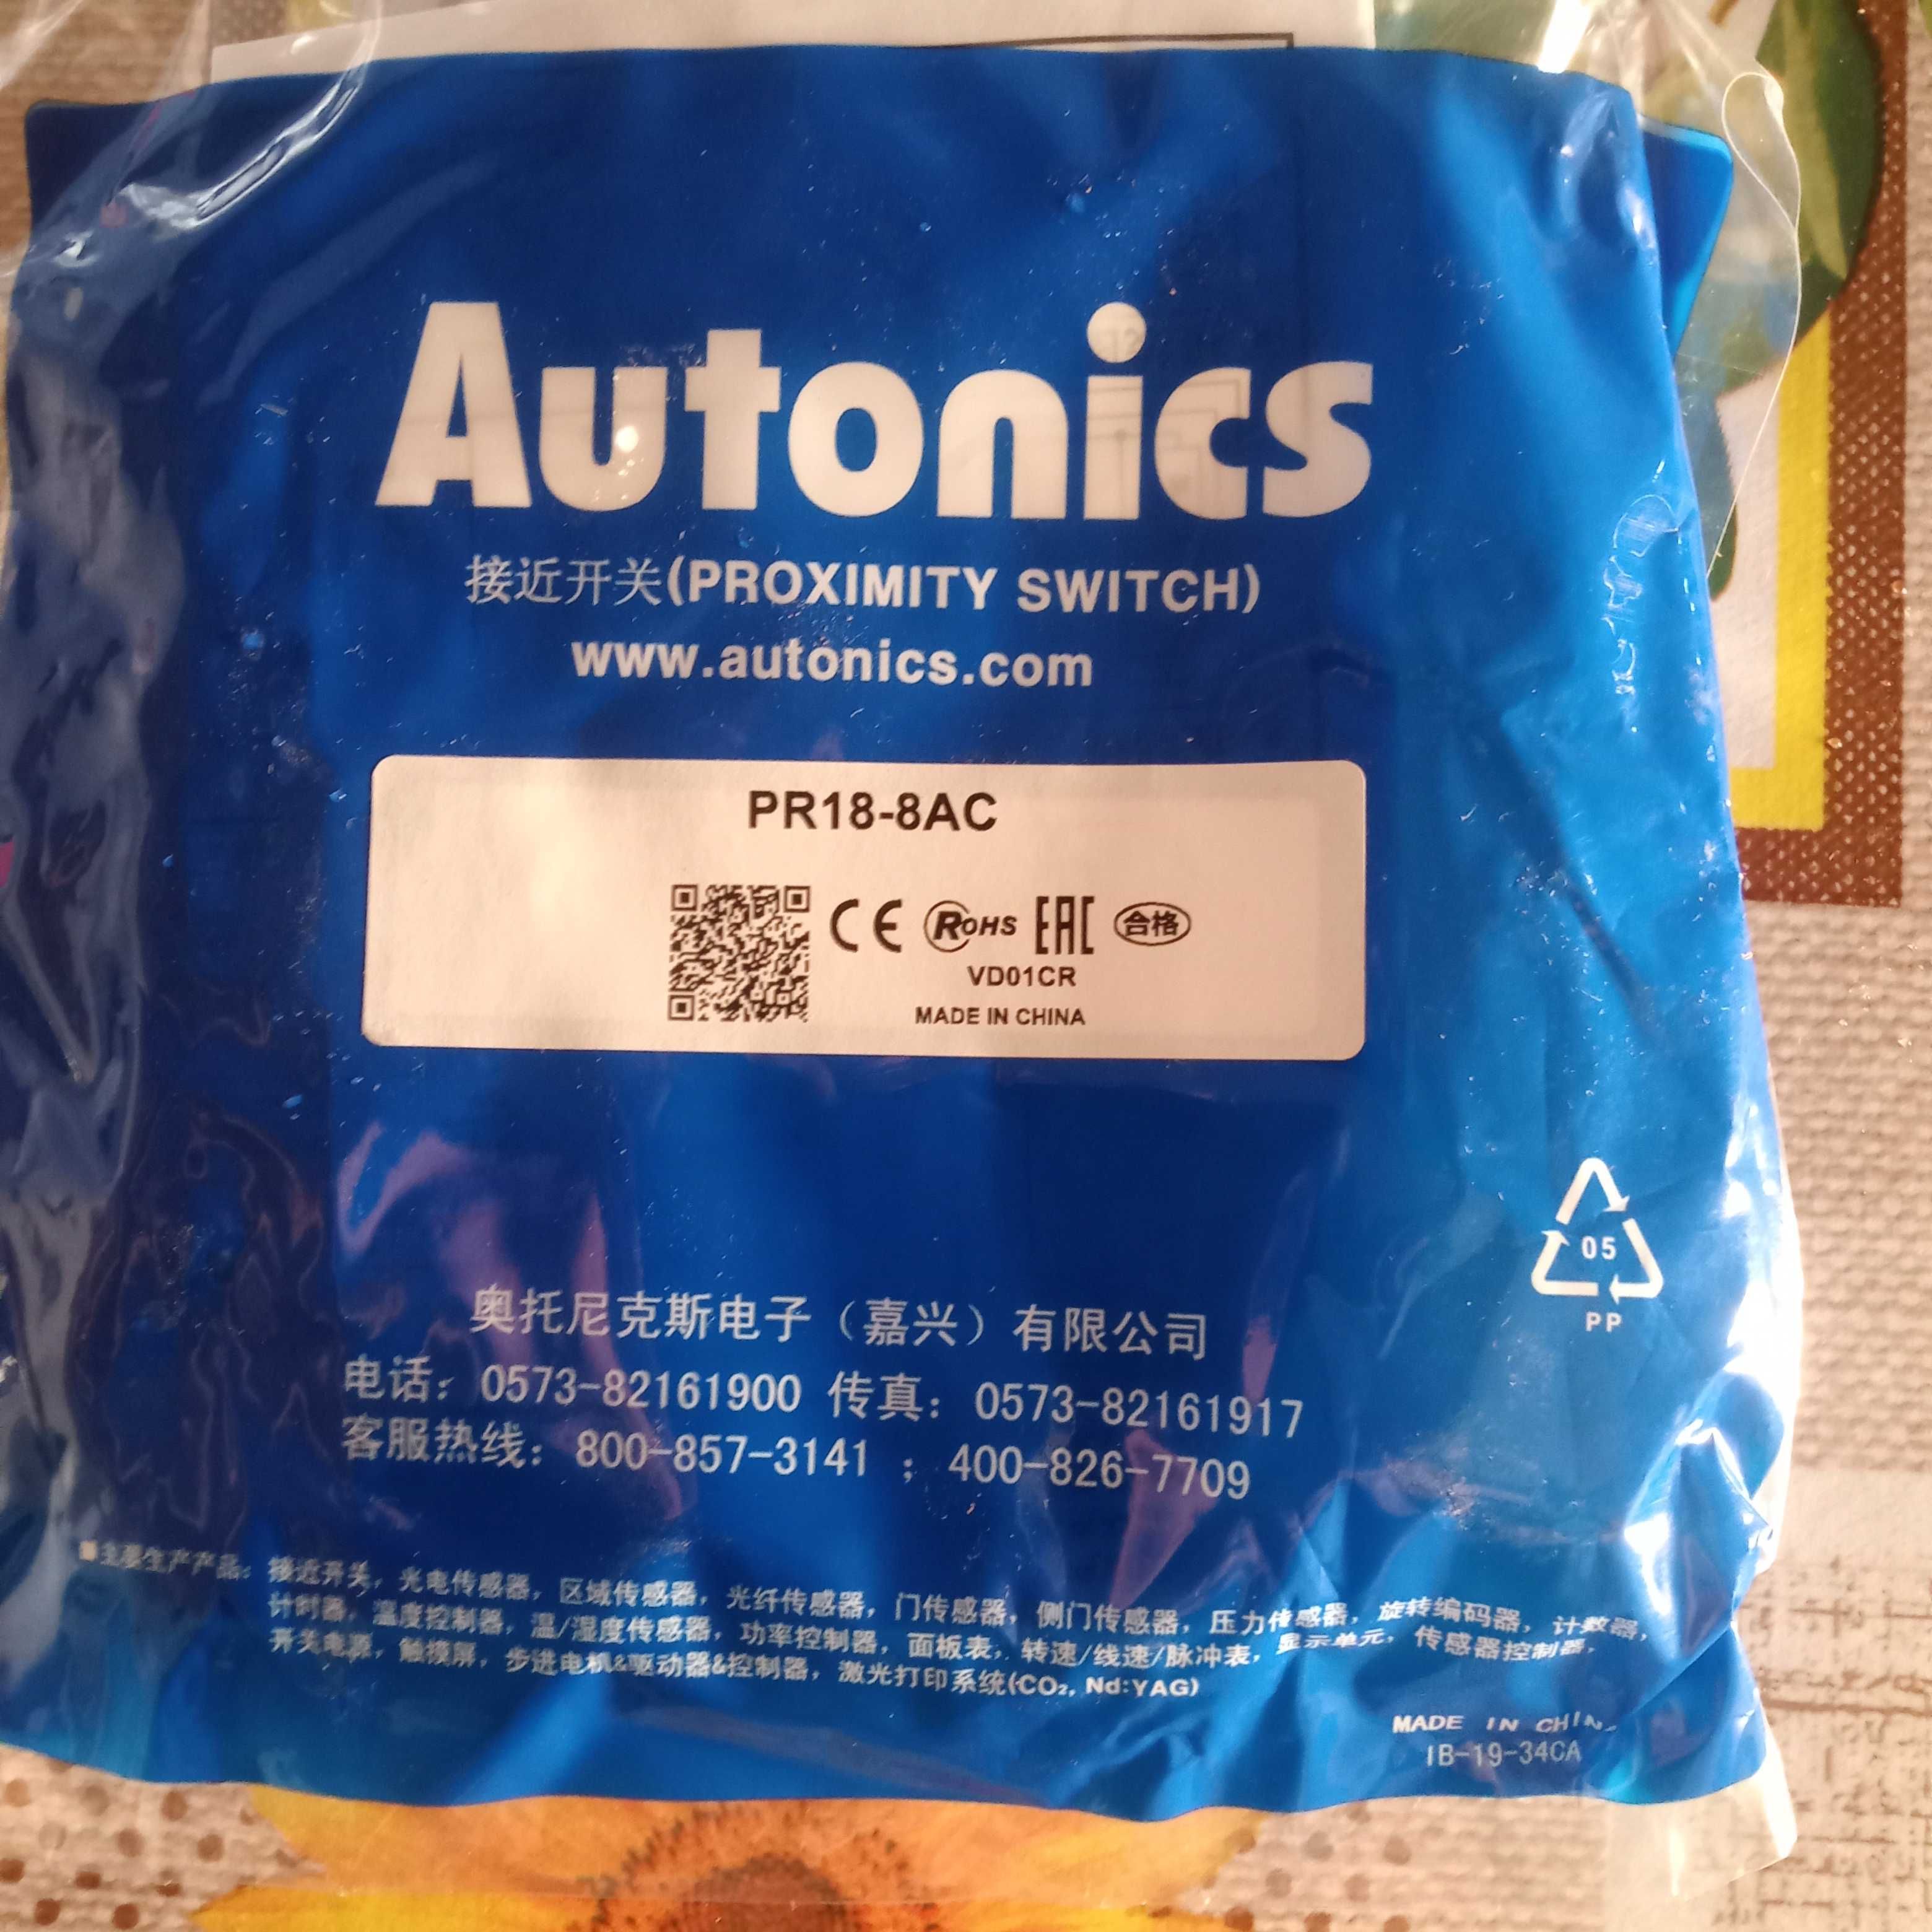 Autonics
接近开关(PROXIMITY SWITCH)
www.autonics.com
PR18-8AC
CE RoHS EAC 合格
VD01CR
MADE IN CHINA
05
PP
奥托尼克斯电子（嘉兴）有限公司
电话：0573-82161900 传真：0573-82161917
客服热线：800-857-3141 ；400-826-7709
■主要生产产品：接近开关，光电传感器，区域传感器，光纤传感器，门传感器，侧门传感器，压力传感器，旋转编码器，计数器，
计时器，温度控制器，温/湿度传感器，功率控制器，面板表，转速/线速/脉冲表，显示单元，传感器控制器，
开关电源，触摸屏，步进电机&驱动器&控制器，激光打印系统(CO₂, Nd:YAG)
MADE IN CHINA
IB-19-34CA